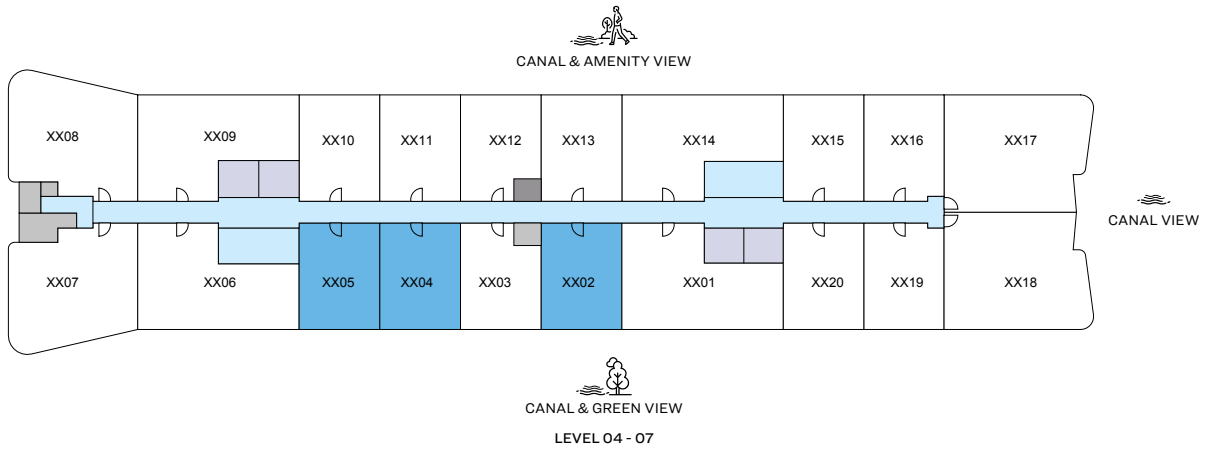 CANAL & AMENITY VIEW
XX08
XX09
XX10
XX11
XX12
XX13
XX14
XX15
XX16
XX17
CANAL VIEW
XX07
XX06
XX05
XX04
XX03
XX02
XX01
XX20
XX19
XX18
CANAL & GREEN VIEW
LEVEL 04 - 07